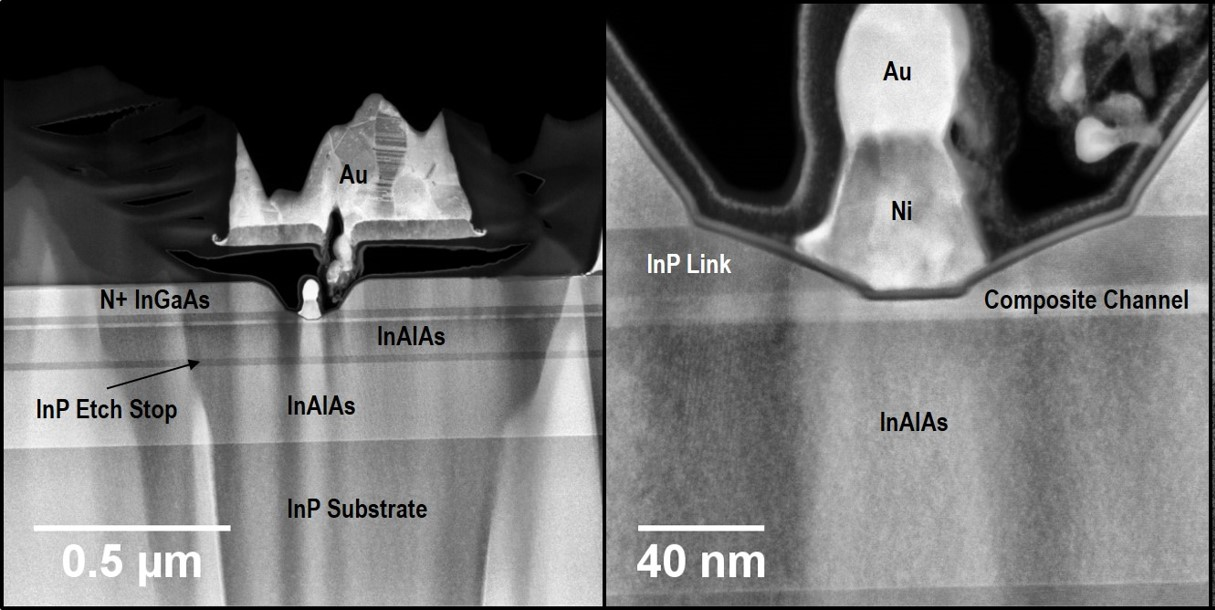 Au
N+ InGaAs
InAlAs
InP Etch Stop
InAlAs
InP Substrate
0.5 µm
Au
Ni
InP Link
Composite Channel
InAlAs
40 nm